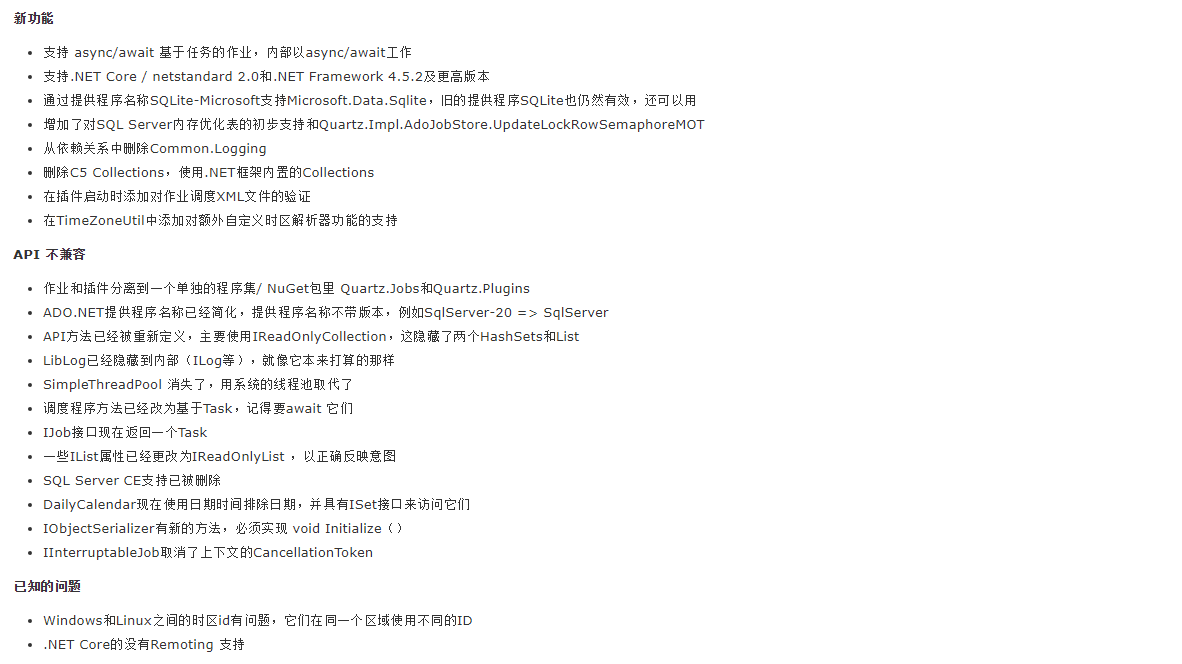 新功能
支持 async/await 基于任务的作业，内部以async/await工作
支持.NET Core / netstandard 2.0和.NET Framework 4.5.2及更高版本
通过提供程序名称SQLite-Microsoft支持Microsoft.Data.Sqlite，旧的提供程序SQLite也仍然有效，还可以用
增加了对SQL Server内存优化表的初步支持和Quartz.Impl.AdoJobStore.UpdateLockRowSemaphoreMOT
从依赖关系中删除Common.Logging
删除C5 Collections，使用.NET框架内置的Collections
在插件启动时添加对作业调度XML文件的验证
在TimeZoneUtil中添加对额外自定义时区解析器功能的支持
API 不兼容
作业和插件分离到一个单独的程序集/ NuGet包里 Quartz.Jobs和Quartz.Plugins
ADO.NET提供程序名称已经简化，提供程序名称不带版本，例如SqlServer-20 => SqlServer
API方法已经被重新定义，主要使用IReadOnlyCollection，这隐藏了两个HashSets和List
LibLog已经隐藏到内部（ILog等），就像它本来打算的那样
SimpleThreadPool 消失了，用系统的线程池取代了
调度程序方法已经改为基于Task，记得要await 它们
IJob接口现在返回一个Task
一些IList属性已经更改为IReadOnlyList ，以正确反映意图
SQL Server CE支持已被删除
DailyCalendar现在使用日期时间排除日期，并具有ISet接口来访问它们
IObjectSerializer有新的方法，必须实现 void Initialize（）
IInterruptableJob取消了上下文的CancellationToken
已知的问题
Windows和Linux之间的时区id有问题，它们在同一个区域使用不同的ID
.NET Core的没有Remoting 支持